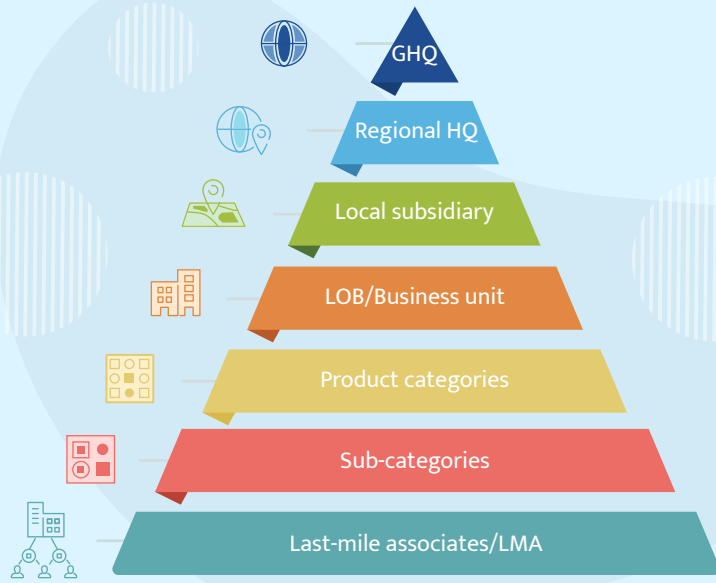 GHQ
Regional HQ
Local subsidiary
LOB/Business unit
Product categories
Sub-categories
Last-mile associates/LMA